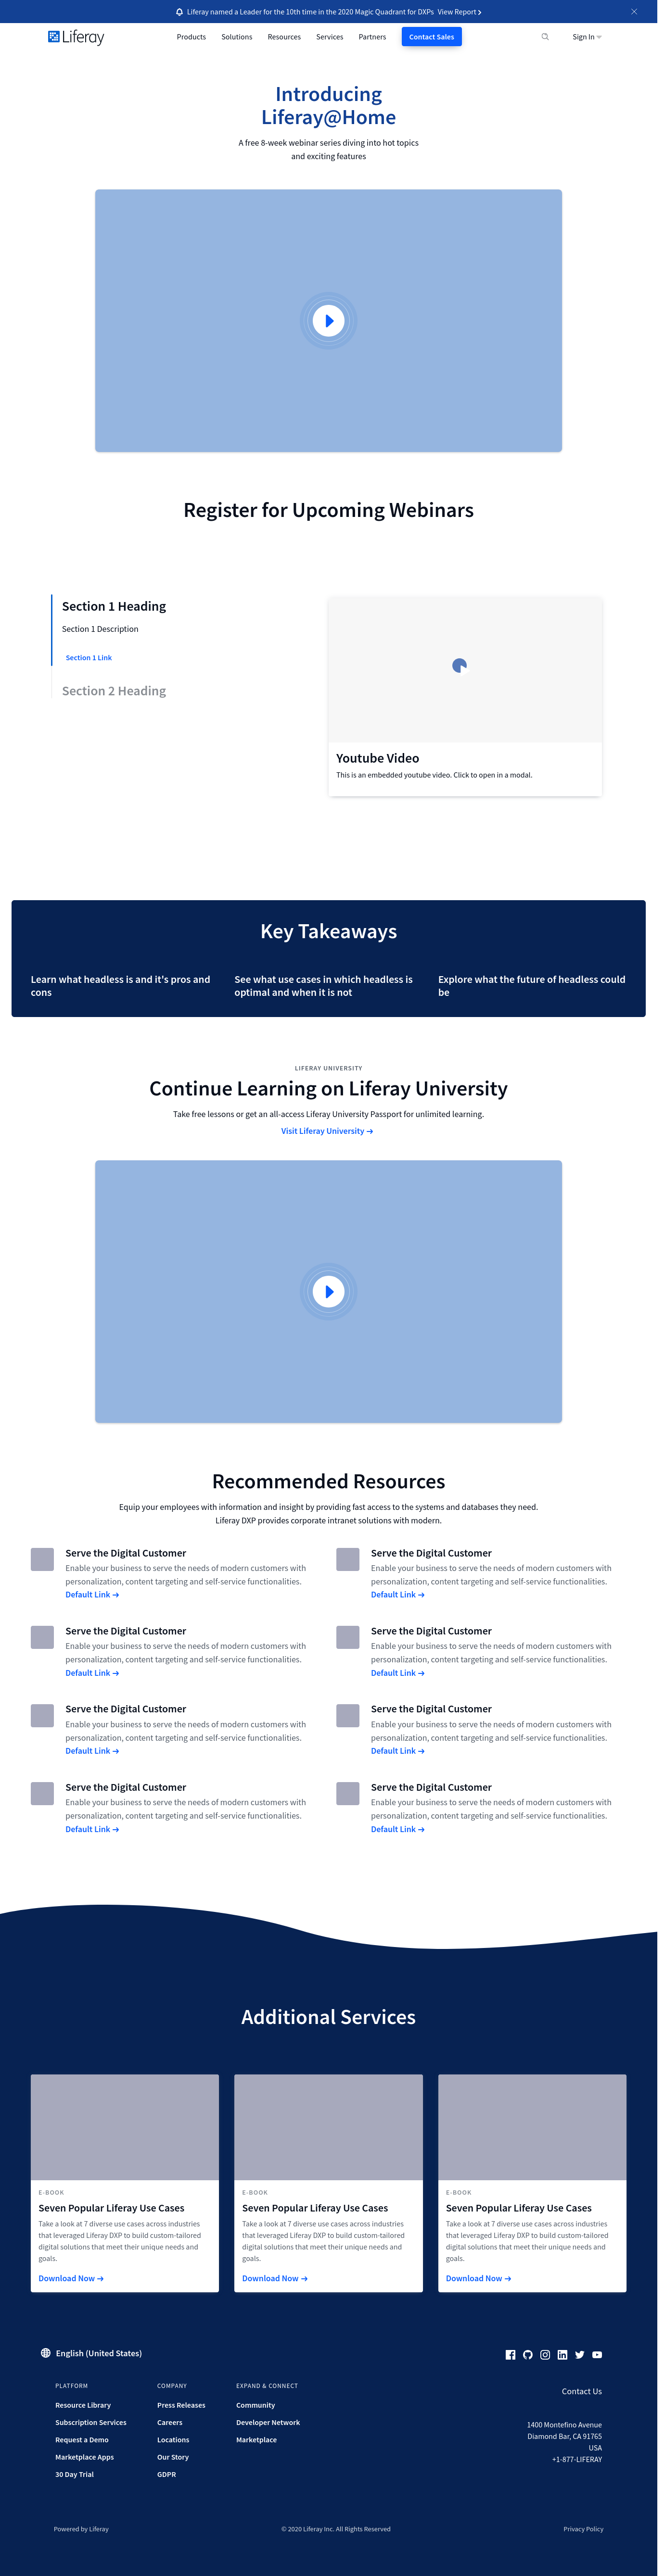 Liferay named a Leader for the 10th time in the 2020 Magic Quadrant for DXPs View Report
Liferay
Products Solutions Resources Services Partners Contact Sales Sign In
Introducing
Liferay@Home
A free 8-week webinar series diving into hot topics
and exciting features
Register for Upcoming Webinars
Section 1 Heading
Section 1 Description
Section 1 Link
Section 2 Heading
Youtube Video
This is an embedded youtube video. Click to open in a modal.
Key Takeaways
Learn what headless is and it's pros and
cons
See what use cases in which headless is
optimal and when it is not
Explore what the future of headless could
be
LIFERAY UNIVERSITY
Continue Learning on Liferay University
Take free lessons or get an all-access Liferay University Passport for unlimited learning.
Visit Liferay University →
Recommended Resources
Equip your employees with information and insight by providing fast access to the systems and databases they need.
Liferay DXP provides corporate intranet solutions with modern.
Serve the Digital Customer
Enable your business to serve the needs of modern customers with
personalization, content targeting and self-service functionalities.
Default Link →
Serve the Digital Customer
Enable your business to serve the needs of modern customers with
personalization, content targeting and self-service functionalities.
Default Link →
Serve the Digital Customer
Enable your business to serve the needs of modern customers with
personalization, content targeting and self-service functionalities.
Default Link →
Serve the Digital Customer
Enable your business to serve the needs of modern customers with
personalization, content targeting and self-service functionalities.
Default Link →
Serve the Digital Customer
Enable your business to serve the needs of modern customers with
personalization, content targeting and self-service functionalities.
Default Link →
Serve the Digital Customer
Enable your business to serve the needs of modern customers with
personalization, content targeting and self-service functionalities.
Default Link →
Serve the Digital Customer
Enable your business to serve the needs of modern customers with
personalization, content targeting and self-service functionalities.
Default Link →
Serve the Digital Customer
Enable your business to serve the needs of modern customers with
personalization, content targeting and self-service functionalities.
Default Link →
Additional Services
E-BOOK
Seven Popular Liferay Use Cases
Take a look at 7 diverse use cases across industries
that leveraged Liferay DXP to build custom-tailored
digital solutions that meet their unique needs and
goals.
Download Now →
E-BOOK
Seven Popular Liferay Use Cases
Take a look at 7 diverse use cases across industries
that leveraged Liferay DXP to build custom-tailored
digital solutions that meet their unique needs and
goals.
Download Now →
E-BOOK
Seven Popular Liferay Use Cases
Take a look at 7 diverse use cases across industries
that leveraged Liferay DXP to build custom-tailored
digital solutions that meet their unique needs and
goals.
Download Now →
English (United States)
PLATFORM
Resource Library
Subscription Services
Request a Demo
Marketplace Apps
30 Day Trial
COMPANY
Press Releases
Careers
Locations
Our Story
GDPR
EXPAND & CONNECT
Community
Developer Network
Marketplace
Contact Us
1400 Montefino Avenue
Diamond Bar, CA 91765
USA
+1-877-LIFERAY
Powered by Liferay
© 2020 Liferay Inc. All Rights Reserved
Privacy Policy